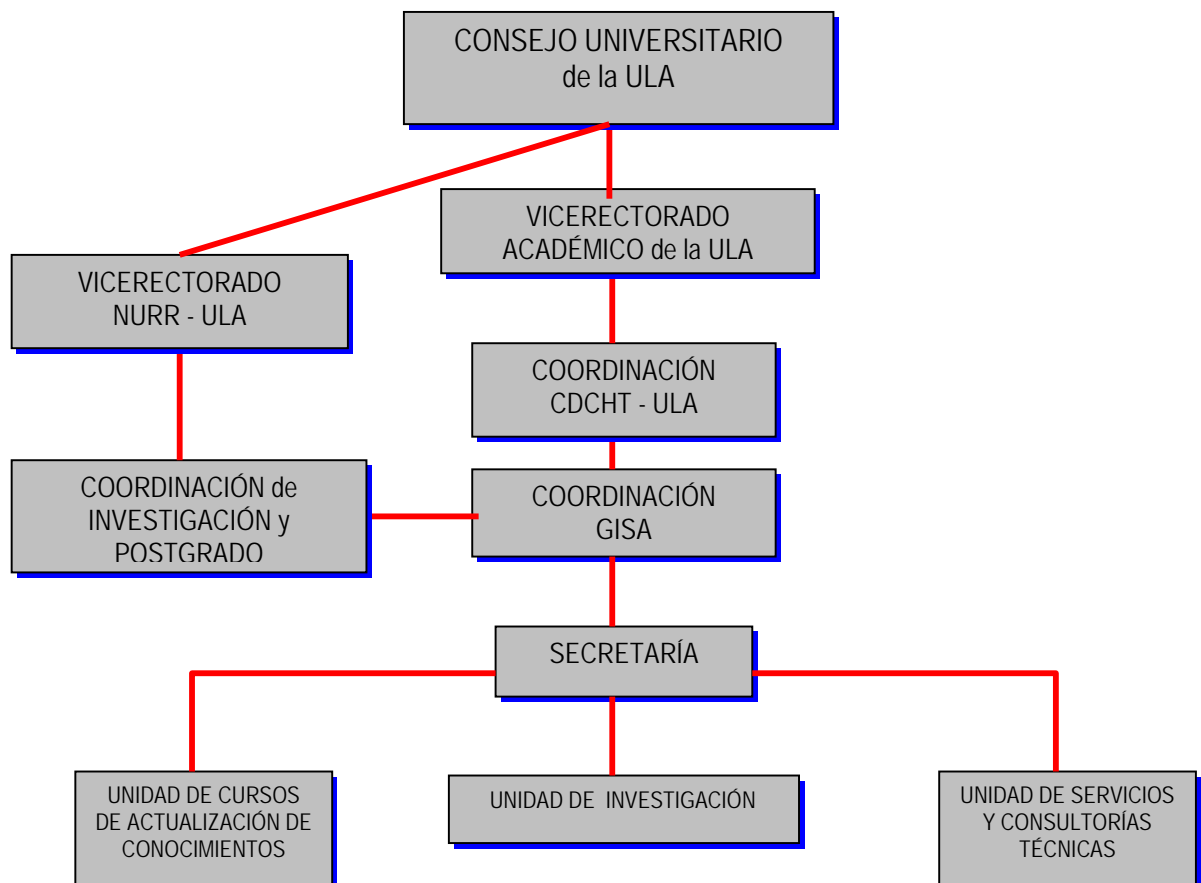 CONSEJO UNIVERSITARIO
de la ULA
VICERECTORADO
ACADÉMICO de la ULA
VICERECTORADO
NURR - ULA
COORDINACIÓN
CDCHT - ULA
COORDINACIÓN de
INVESTIGACIÓN y
POSTGRADO
COORDINACIÓN
GISA
SECRETARÍA
UNIDAD DE CURSOS
DE ACTUALIZACIÓN DE
CONOCIMIENTOS
UNIDAD DE INVESTIGACIÓN
UNIDAD DE SERVICIOS
Y CONSULTORÍAS
TÉCNICAS